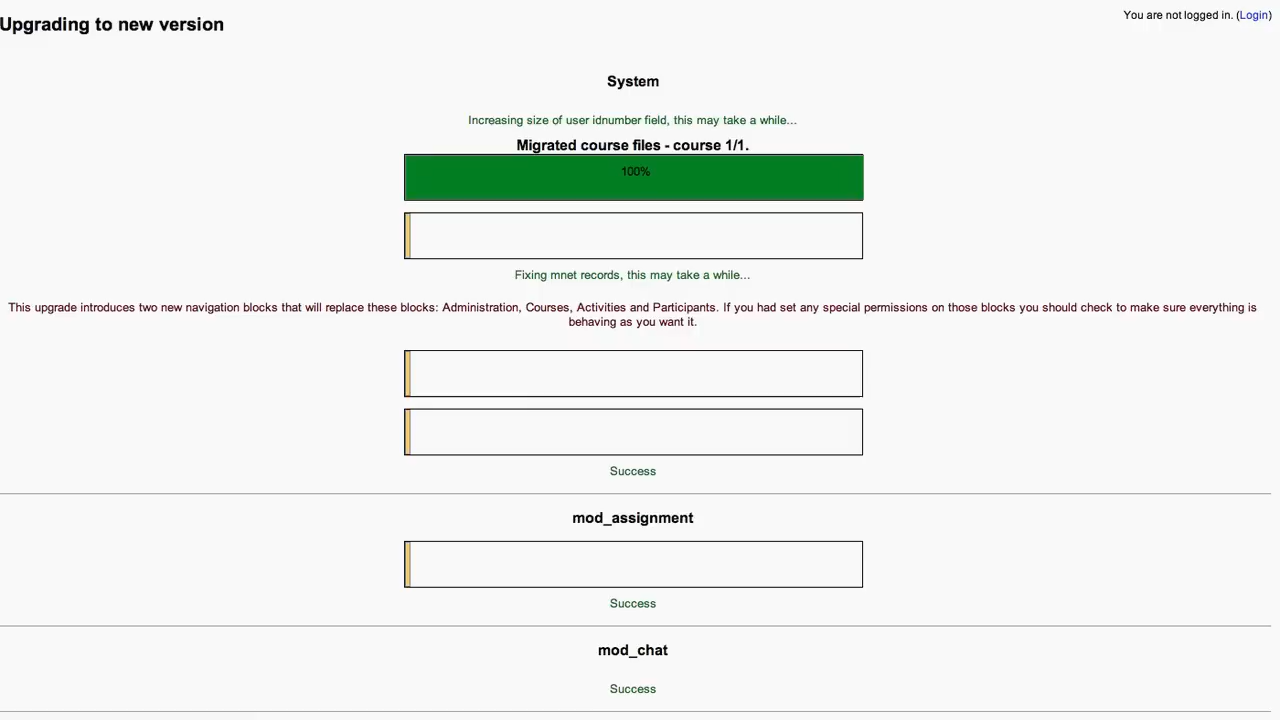 You are not logged in. (Login)
Upgrading to new version
System
Increasing size of user idnumber field, this may take a while...
Migrated course files - course 1/1.
100%
Fixing mnet records, this may take a while...
This upgrade introduces two new navigation blocks that will replace these blocks: Administration, Courses, Activities and Participants. If you had set any special permissions on those blocks you should check to make sure everything is
behaving as you want it.
Success
mod_assignment
Success
mod_chat
Success